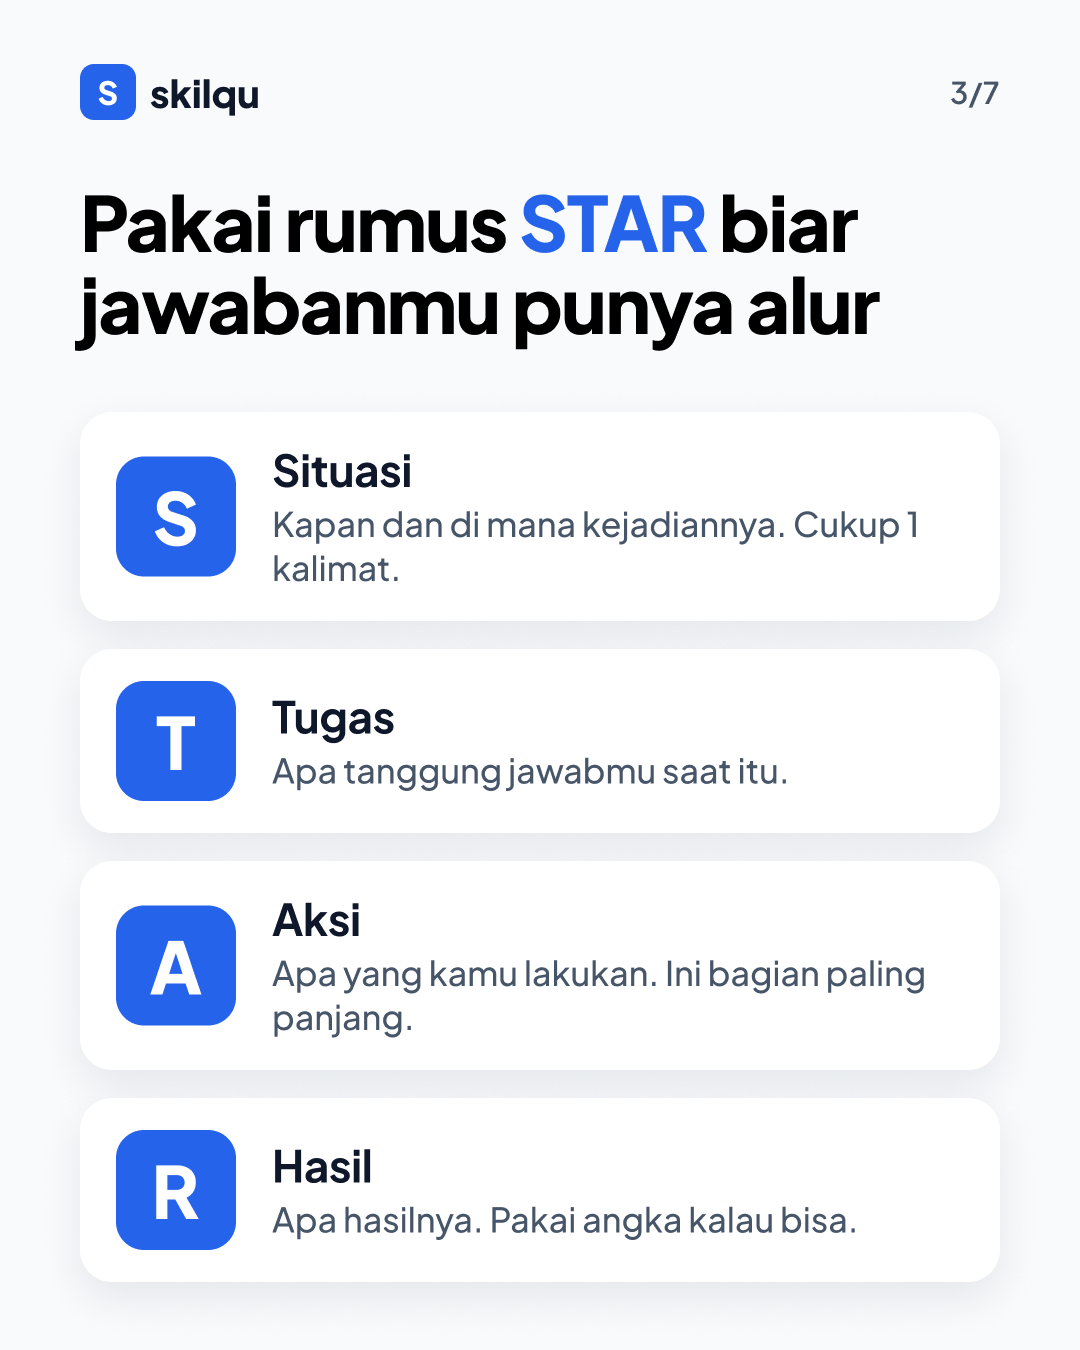 S skilqu
3/7
Pakai rumus STAR biar
jawabanmu punya alur
S
Situasi
Kapan dan di mana kejadiannya. Cukup 1
kalimat.
T
Tugas
Apa tanggung jawabmu saat itu.
A
Aksi
Apa yang kamu lakukan. Ini bagian paling
panjang.
R
Hasil
Apa hasilnya. Pakai angka kalau bisa.